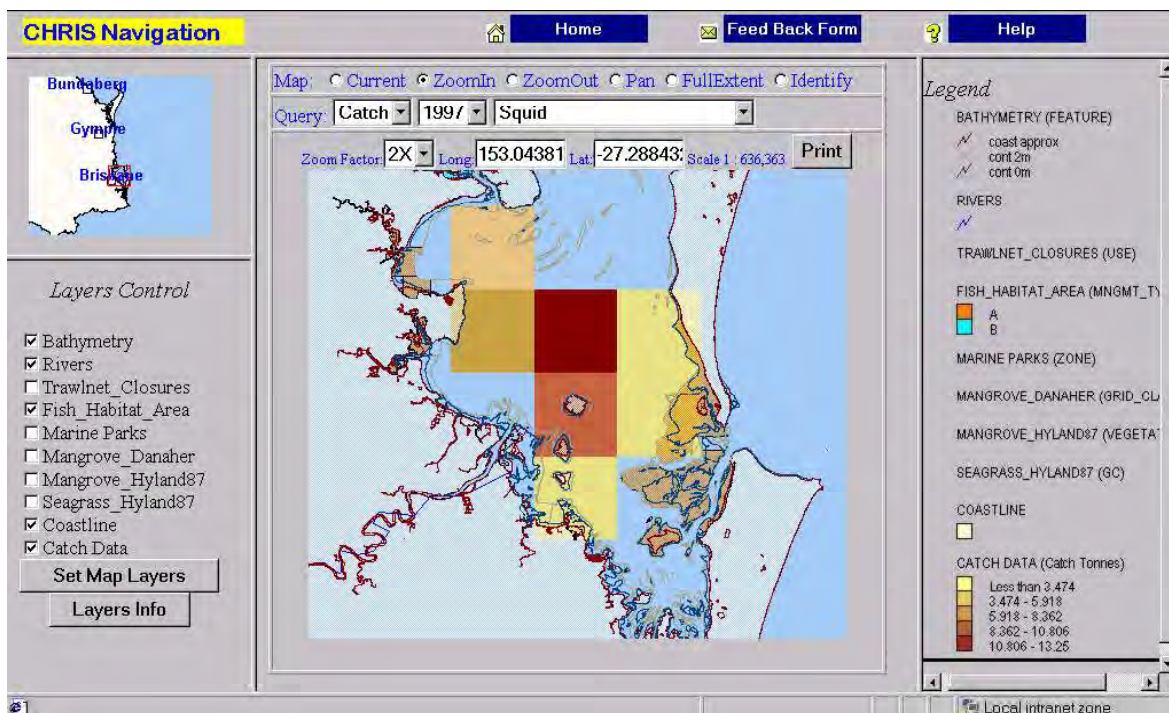 CHRIS Navigation
Home
Feed Back Form
Help
Bundaberg
Gympie
Brisbane
Layers Control
Bathymetry
Rivers
Trawlnet_Closures
Fish_Habitat_Area
Marine Parks
Mangrove_Danaher
Mangrove_Hyland87
Seagrass_Hyland87
Coastline
Catch Data
Set Map Layers
Layers Info
Map: Current ZoomIn ZoomOut Pan FullExtent Identify
Query: Catch 1997 Squid
Zoom Factor: 2X Long: 153.04381 Lat: -27.28843 Scale 1 : 636,363 Print
Legend
BATHYMETRY (FEATURE)
coast approx
cont 2m
cont 0m
RIVERS
TRAWLNET_CLOSURES (USE)
FISH_HABITAT_AREA (MNGMT_TY
A
B
MARINE PARKS (ZONE)
MANGROVE_DANAHER (GRID_CL
MANGROVE_HYLAND87 (VEGETAT
SEAGRASS_HYLAND87 (GC)
COASTLINE
CATCH DATA (Catch Tonnes)
Less than 3.474
3.474 - 5.918
5.918 - 8.362
8.362 - 10.806
10.806 - 13.25
Local intranet zone